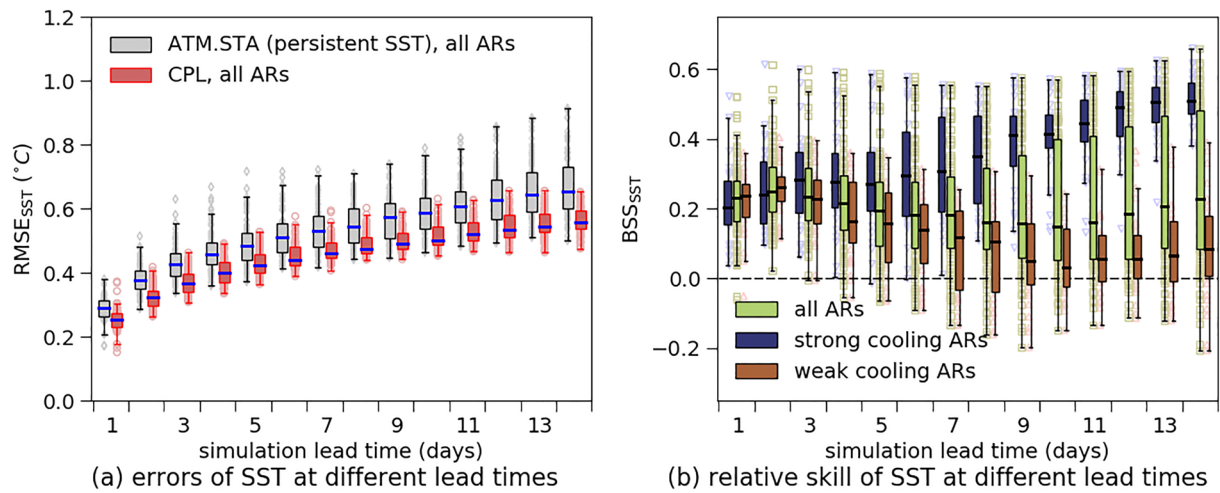 1.2
1.0
0.8
0.6
0.4
0.2
0.0
RMSE_SST (°C)
ATM.STA (persistent SST), all ARs
CPL, all ARs
1 3 5 7 9 11 13
simulation lead time (days)
(a) errors of SST at different lead times
0.6
0.4
0.2
0.0
−0.2
BSS_SST
all ARs
strong cooling ARs
weak cooling ARs
1 3 5 7 9 11 13
simulation lead time (days)
(b) relative skill of SST at different lead times